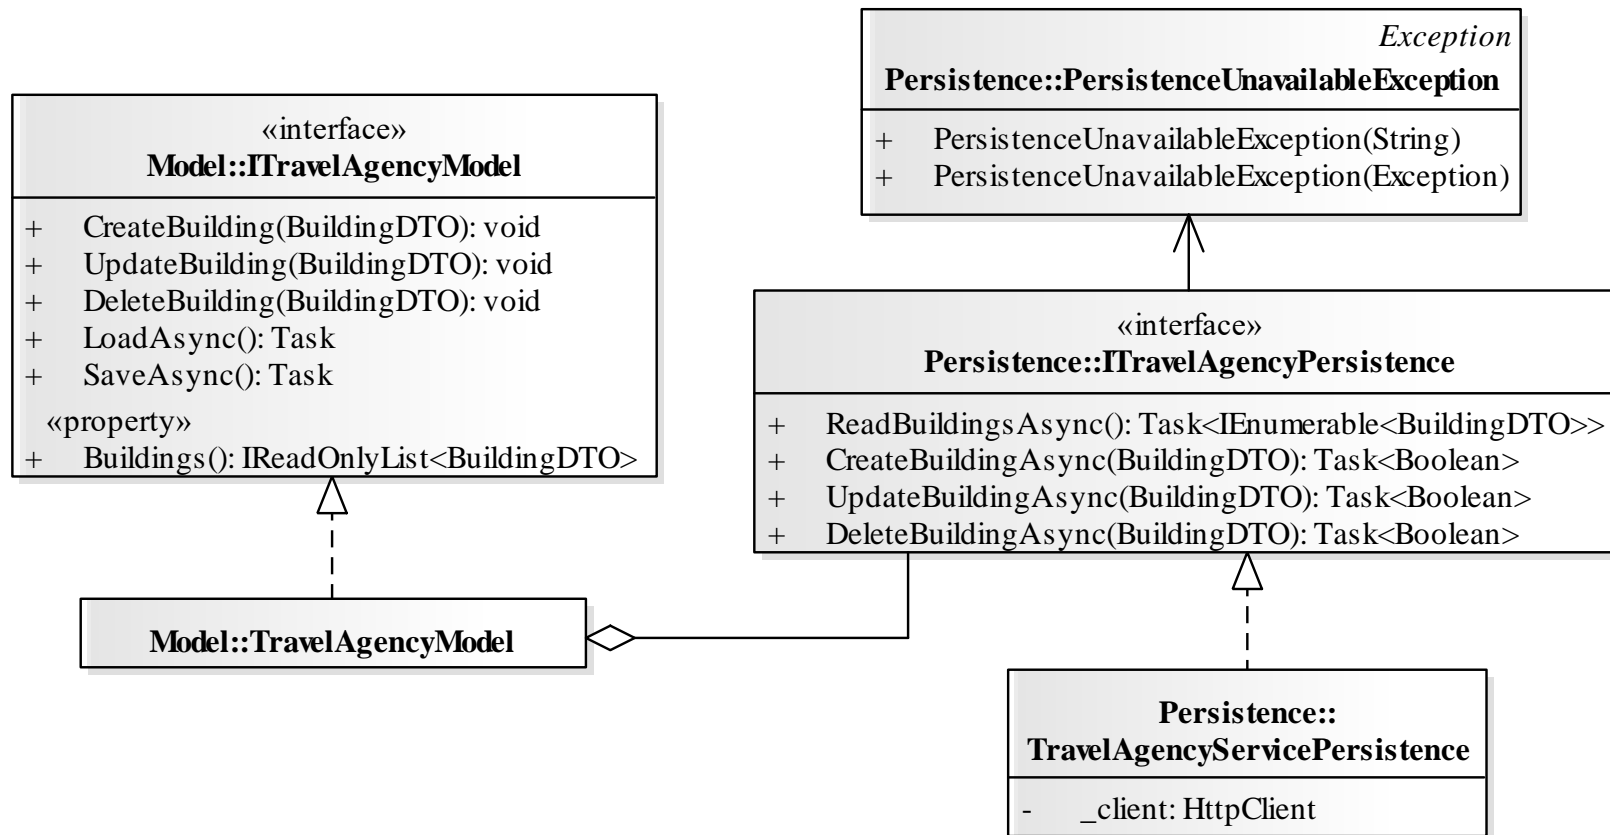 Exception
Persistence::PersistenceUnavailableException
+ PersistenceUnavailableException(String)
+ PersistenceUnavailableException(Exception)
«interface»
Model::ITravelAgencyModel
+ CreateBuilding(BuildingDTO): void
+ UpdateBuilding(BuildingDTO): void
+ DeleteBuilding(BuildingDTO): void
+ LoadAsync(): Task
+ SaveAsync(): Task
«property»
+ Buildings(): IReadOnlyList<BuildingDTO>
«interface»
Persistence::ITravelAgencyPersistence
+ ReadBuildingsAsync(): Task<IEnumerable<BuildingDTO>>
+ CreateBuildingAsync(BuildingDTO): Task<Boolean>
+ UpdateBuildingAsync(BuildingDTO): Task<Boolean>
+ DeleteBuildingAsync(BuildingDTO): Task<Boolean>
Model::TravelAgencyModel
Persistence::
TravelAgencyServicePersistence
- _client: HttpClient